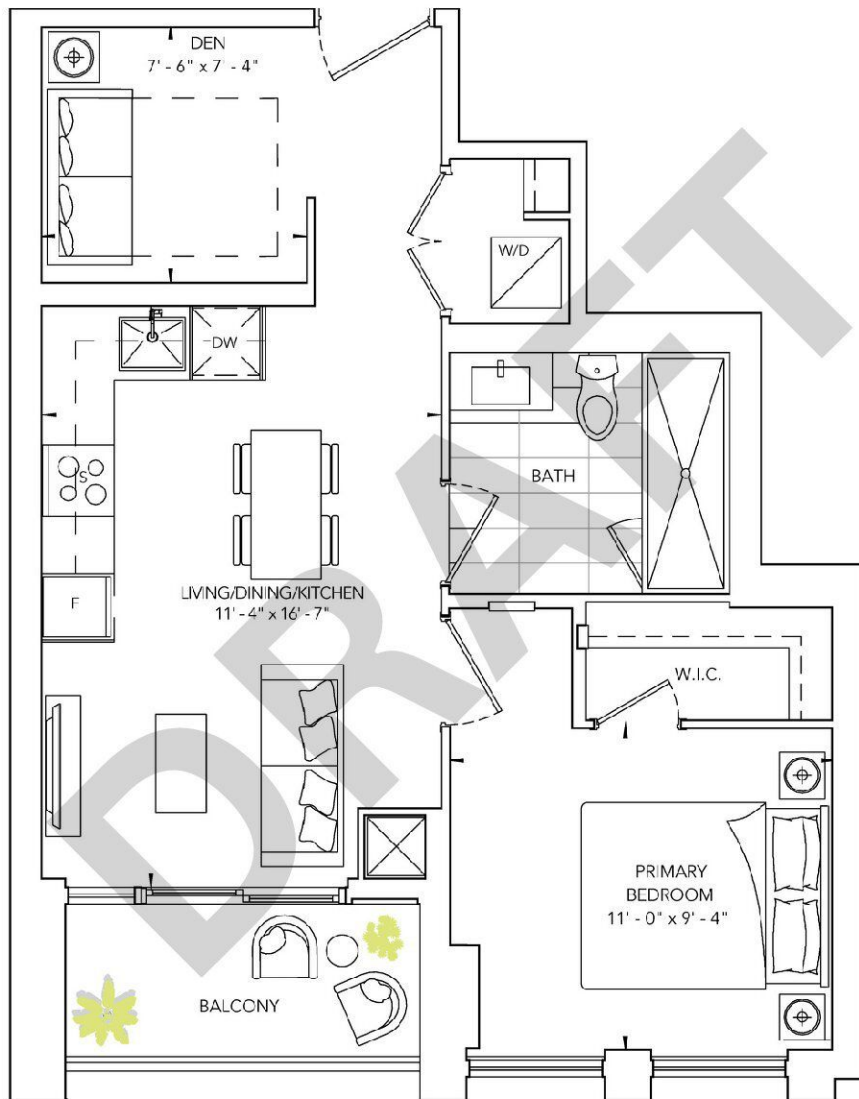 DEN
7' - 6" x 7' - 4"
W/D
DW
S
BATH
F
LIVING/DINING/KITCHEN
11' - 4" x 16' - 7"
W.I.C.
PRIMARY
BEDROOM
11' - 0" x 9' - 4"
BALCONY
DRAFT